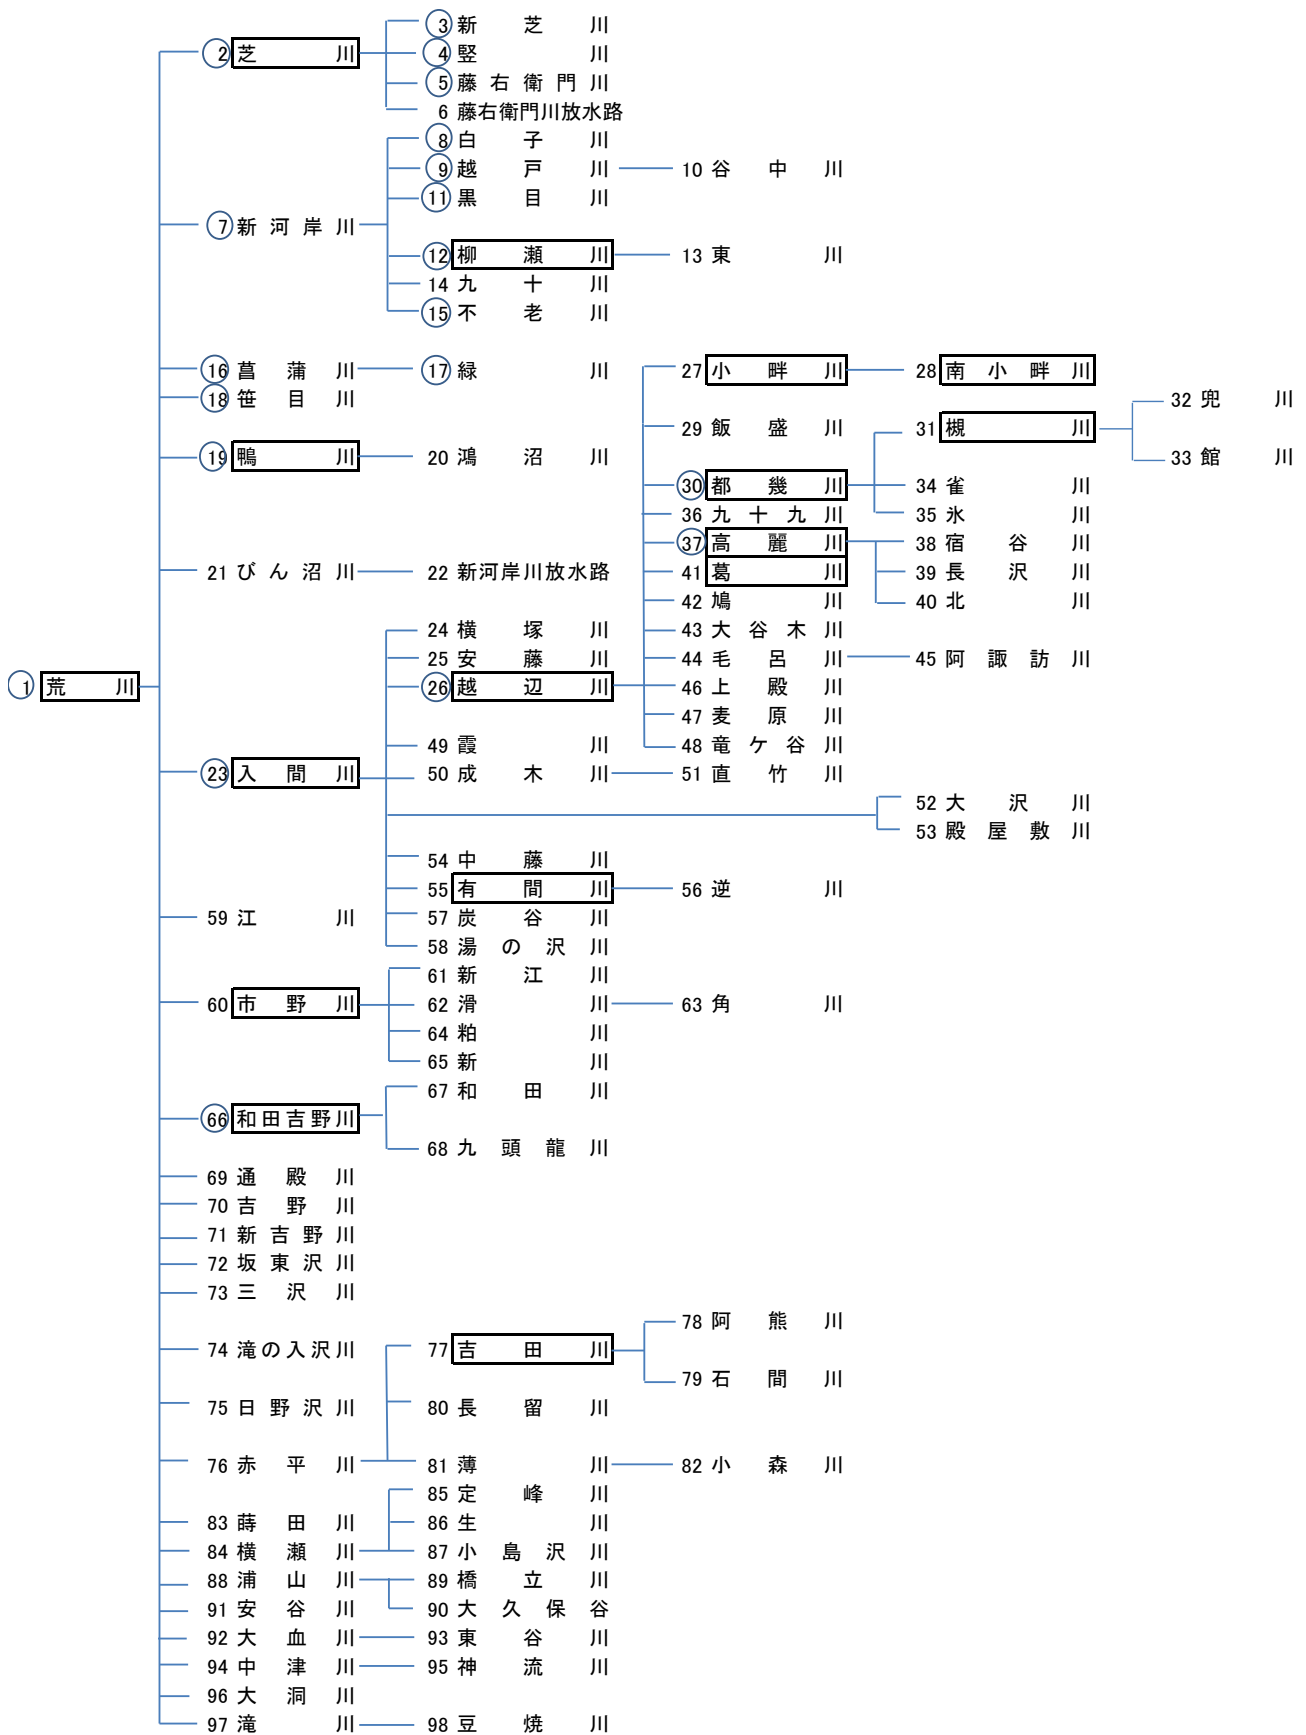 3 新芝川
2 芝川 4 竪川
5 藤右衛門川
6 藤右衛門川放水路
8 白子川
9 越戸川 10 谷中川
11 黒目川
7 新河岸川
12 柳瀬川 13 東川
14 九十川
15 不老川
16 菖蒲川 17 緑川 27 小畔川 28 南小畔川
18 笹目川 32 兜川
29 飯盛川 31 槻川
19 鴨川 20 鴻沼川 33 館川
30 都幾川 34 雀川
36 九十九川 35 氷川
37 高麗川 38 宿谷川
21 びん沼川 22 新河岸川放水路 41 葛川 39 長沢川
42 鳩川 40 北川
24 横塚川 43 大谷木川
25 安藤川 44 毛呂川 45 阿諏訪川
1 荒川 26 越辺川 46 上殿川
47 麦原川
49 霞川 48 竜ケ谷川
23 入間川 50 成木川 51 直竹川
52 大沢川
53 殿屋敷川
54 中藤川
55 有間川 56 逆川
59 江川 57 炭谷川
58 湯の沢川
61 新江川
60 市野川 62 滑川 63 角川
64 粕川
65 新川
67 和田川
66 和田吉野川
68 九頭龍川
69 通殿川
70 吉野川
71 新吉野川
72 坂東沢川
73 三沢川
78 阿熊川
74 滝の入沢川 77 吉田川
79 石間川
75 日野沢川 80 長留川
76 赤平川 81 薄川 82 小森川
85 定峰川
83 蒔田川 86 生川
84 横瀬川 87 小島沢川
88 浦山川 89 橋立川
91 安谷川 90 大久保谷
92 大血川 93 東谷川
94 中津川 95 神流川
96 大洞川
97 滝川 98 豆焼川